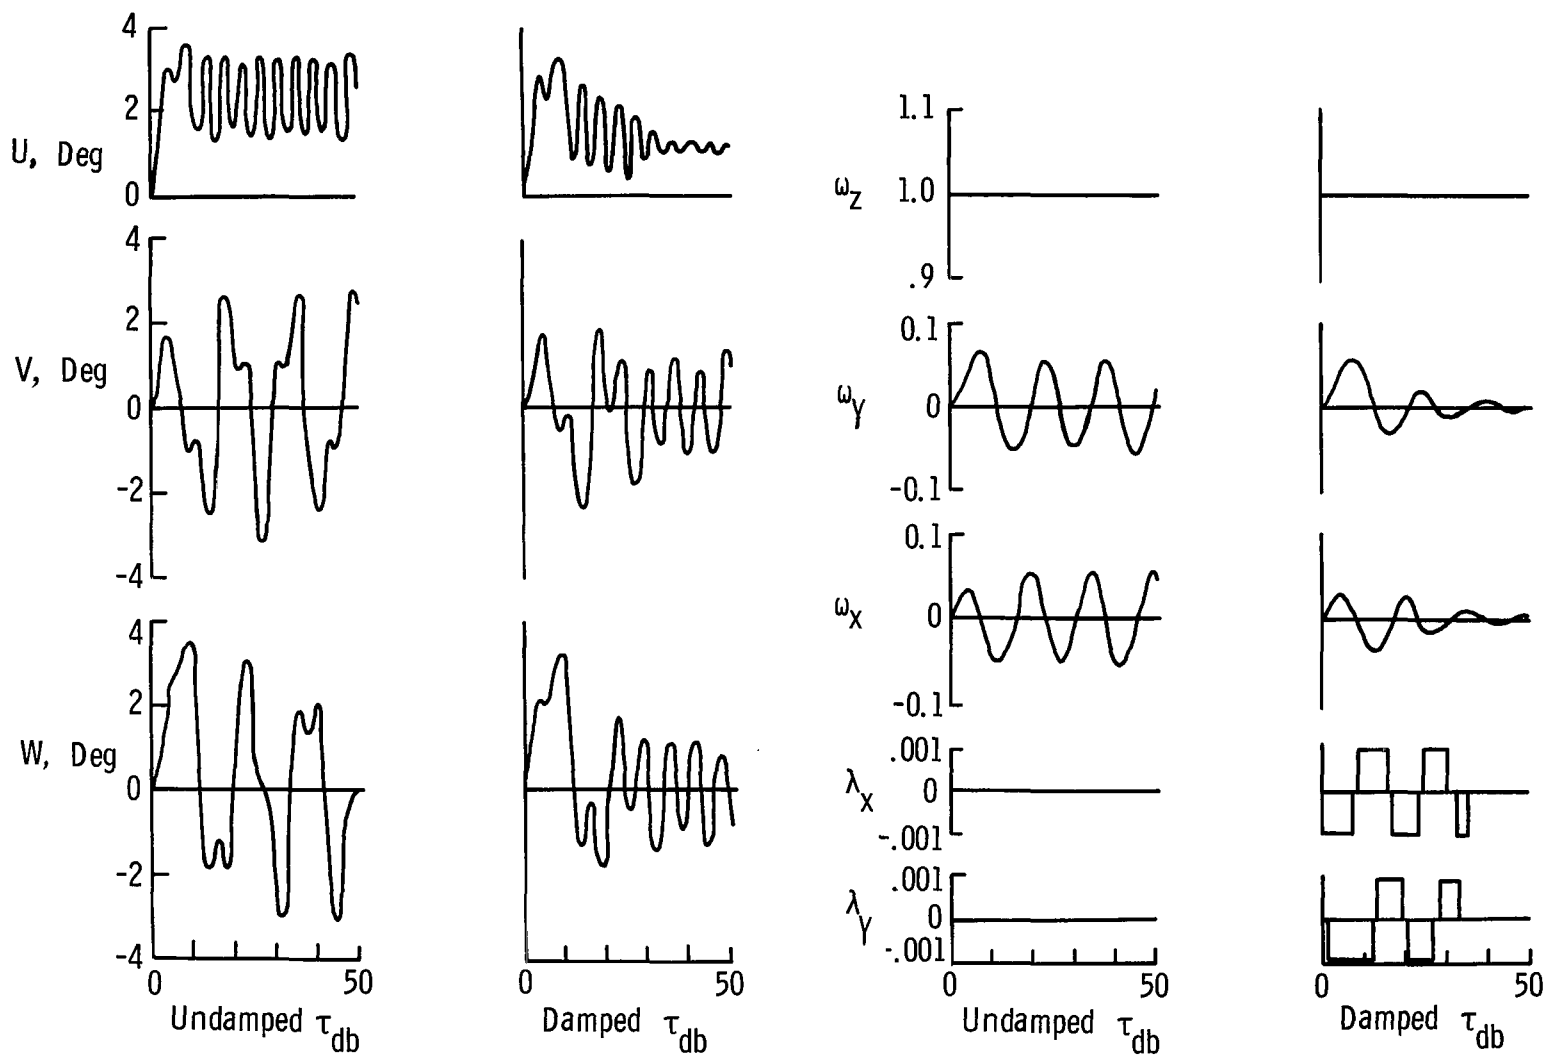 4
2
0
U, Deg
4
2
0
-2
-4
V, Deg
4
2
0
-2
-4
W, Deg
0 50
Undamped τdb
0 50
Damped τdb
1.1
1.0
.9
ωz
0.1
0
-0.1
ωY
0.1
0
-0.1
ωx
.001
0
-.001
λx
.001
0
-.001
λY
0 50
Undamped τdb
0 50
Damped τdb